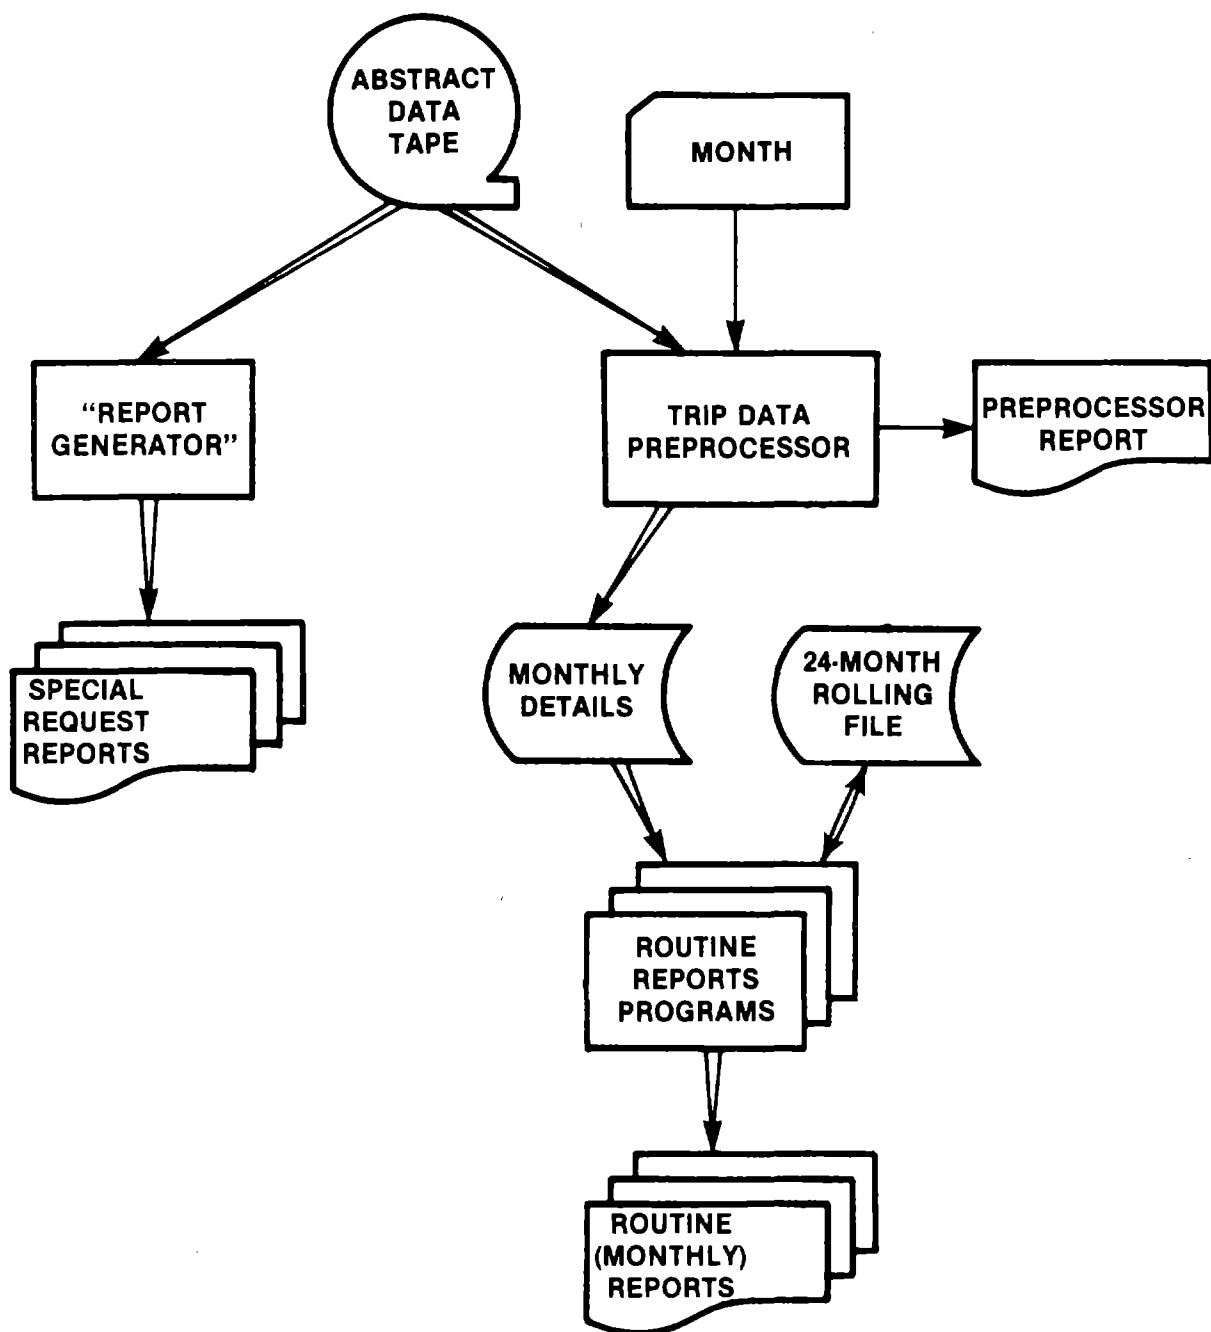 ABSTRACT
DATA
TAPE
MONTH
“REPORT
GENERATOR”
TRIP DATA
PREPROCESSOR
PREPROCESSOR
REPORT
SPECIAL
REQUEST
REPORTS
MONTHLY
DETAILS
24-MONTH
ROLLING
FILE
ROUTINE
REPORTS
PROGRAMS
ROUTINE
(MONTHLY)
REPORTS